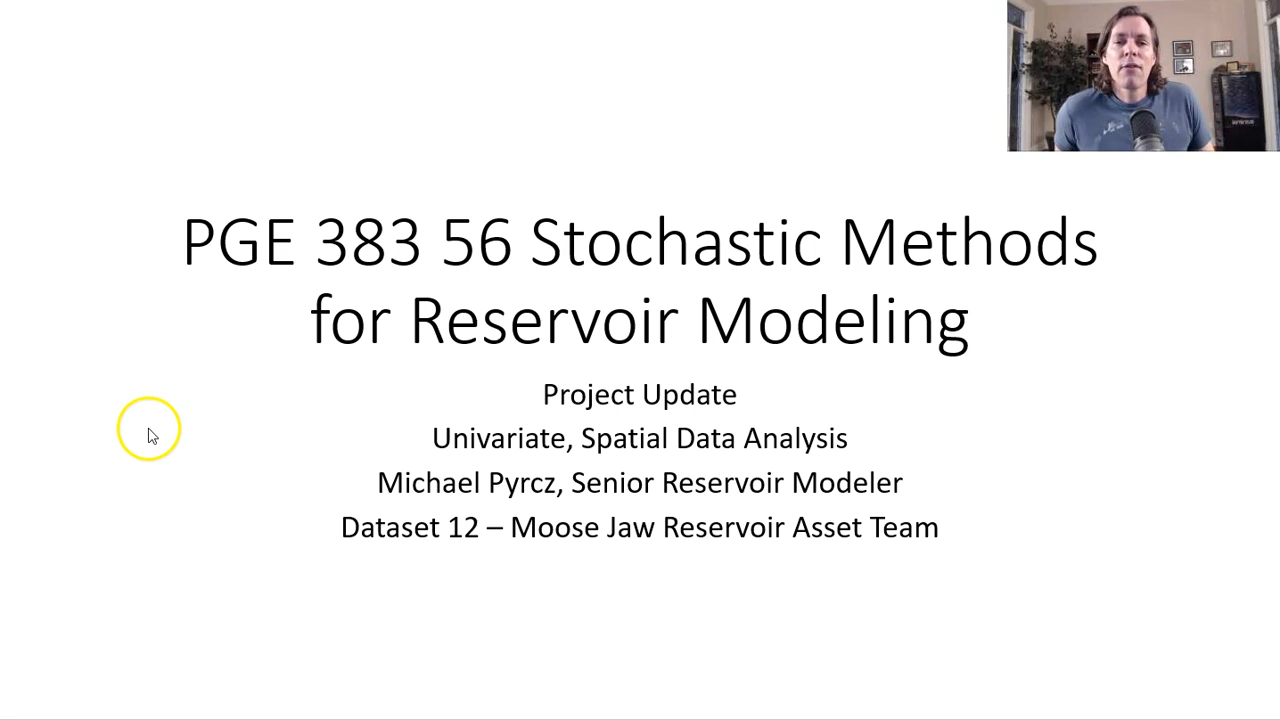 PGE 383 56 Stochastic Methods
for Reservoir Modeling
Project Update
Univariate, Spatial Data Analysis
Michael Pyrcz, Senior Reservoir Modeler
Dataset 12 – Moose Jaw Reservoir Asset Team